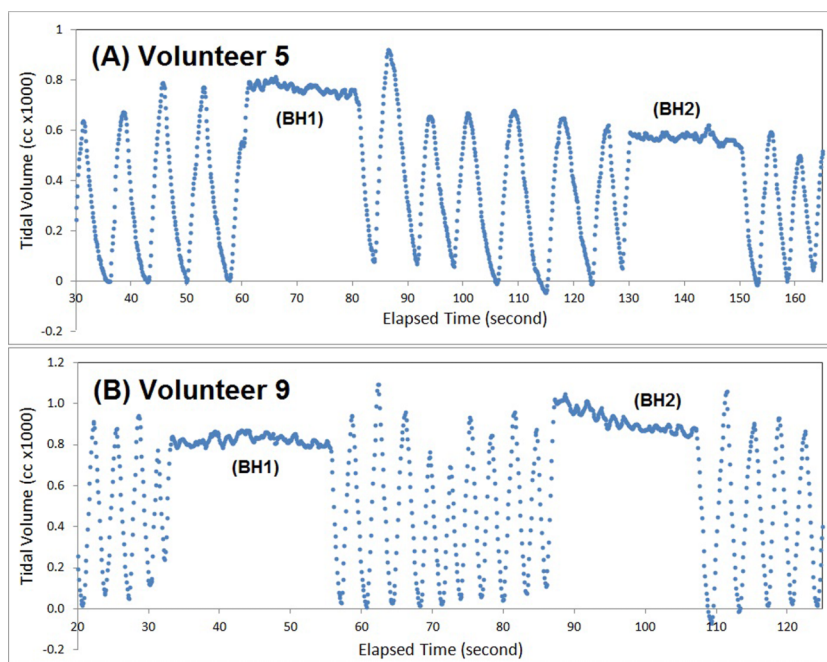 (A) Volunteer 5
1
0.8
0.6
0.4
0.2
0
-0.2
Tidal Volume (cc x1000)
(BH1)
(BH2)
30 40 50 60 70 80 90 100 110 120 130 140 150 160
Elapsed Time (second)
(B) Volunteer 9
1.2
1.0
0.8
0.6
0.4
0.2
0.0
-0.2
Tidal Volume (cc x1000)
(BH1)
(BH2)
20 30 40 50 60 70 80 90 100 110 120
Elapsed Time (second)